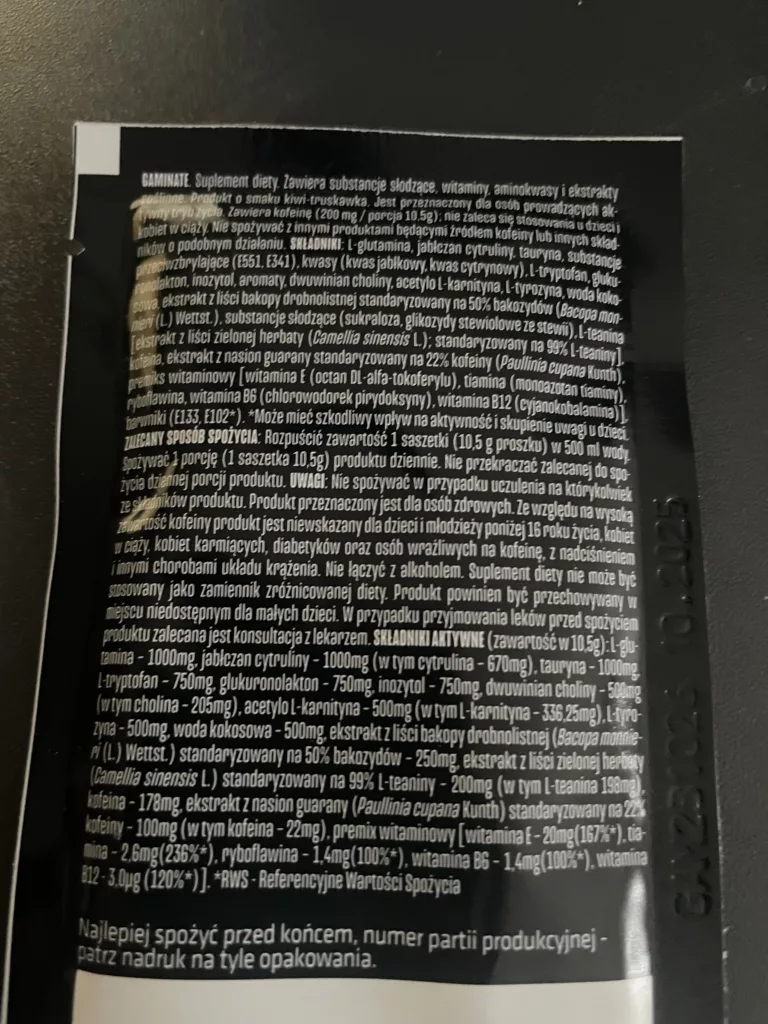 GAMINATE. Suplement diety. Zawiera substancje słodzące, witaminy, aminokwasy i ekstrakty
roślinne. Produkt o smaku kiwi-truskawka. Jest przeznaczony dla osób prowadzących ak-
tywny tryb życia. Zawiera kofeinę (200 mg / porcja 10.5g); nie zaleca się stosowania u dzieci i
kobiet w ciąży. Nie spożywać z innymi produktami będącymi źródłem kofeiny lub innych skład-
ników o podobnym działaniu. SKŁADNIKI: L-glutamina, jabłczan cytruliny, tauryna, substancje
przeciwzbrylające (E551, E341), kwasy (kwas jabłkowy, kwas cytrynowy), L-tryptofan, gluku-
ronolakton, inozytol, aromaty, dwuwinian choliny, acetylo L-karnityna, L-tyrozyna, woda koko-
sowa, ekstrakt z liści bakopy drobnolistnej standaryzowany na 50% bakozydów (Bacopa mon-
nieri (L.) Wettst.), substancje słodzące (sukraloza, glikozydy stewiolowe ze stewii), L-teanina
[ekstrakt z liści zielonej herbaty (Camellia sinensis L.); standaryzowany na 99% L-teaniny],
kofeina, ekstrakt z nasion guarany standaryzowany na 22% kofeiny (Paullinia cupana Kunth),
premiks witaminowy [witamina E (octan DL-alfa-tokoferylu), tiamina (monoazotan tiaminy),
ryboflawina, witamina B6 (chlorowodorek pirydoksyny), witamina B12 (cyjanokobalamina)],
barwniki (E133, E102*). *Może mieć szkodliwy wpływ na aktywność i skupienie uwagi u dzieci.
ZALECANY SPOSÓB SPOŻYCIA: Rozpuścić zawartość 1 saszetki (10,5 g proszku) w 500 ml wody.
Spożywać 1 porcję (1 saszetka 10,5g) produktu dziennie. Nie przekraczać zalecanej do spo-
życia dziennej porcji produktu. UWAGI: Nie spożywać w przypadku uczulenia na którykolwiek
ze składników produktu. Produkt przeznaczony jest dla osób zdrowych. Ze względu na wysoką
zawartość kofeiny produkt jest niewskazany dla dzieci i młodzieży poniżej 16 roku życia, kobiet
w ciąży, kobiet karmiących, diabetyków oraz osób wrażliwych na kofeinę, z nadciśnieniem
i innymi chorobami układu krążenia. Nie łączyć z alkoholem. Suplement diety nie może być
stosowany jako zamiennik zróżnicowanej diety. Produkt powinien być przechowywany w
miejscu niedostępnym dla małych dzieci. W przypadku przyjmowania leków przed spożyciem
produktu zalecana jest konsultacja z lekarzem. SKŁADNIKI AKTYWNE (zawartość w 10,5g): L-glu-
tamina - 1000mg, jabłczan cytruliny - 1000mg (w tym cytrulina - 670mg), tauryna - 1000mg,
L-tryptofan - 750mg, glukuronolakton - 750mg, inozytol - 750mg, dwuwinian choliny - 500mg
(w tym cholina - 205mg), acetylo L-karnityna - 500mg (w tym L-karnityna - 336,25mg), L-tyro-
zyna - 500mg, woda kokosowa - 500mg, ekstrakt z liści bakopy drobnolistnej (Bacopa monnie-
ri (L.) Wettst.) standaryzowany na 50% bakozydów - 250mg, ekstrakt z liści zielonej herbaty
(Camellia sinensis L.) standaryzowany na 99% L-teaniny - 200mg (w tym L-teanina 198mg),
kofeina - 178mg, ekstrakt z nasion guarany (Paullinia cupana Kunth) standaryzowany na 22%
kofeiny - 100mg (w tym kofeina - 22mg), premix witaminowy [witamina E - 20mg(167%*), tia-
mina - 2,6mg(236%*), ryboflawina - 1,4mg(100%*), witamina B6 - 1,4mg(100%*), witamina
B12 - 3,0µg (120%*)]. *RWS - Referencyjne Wartości Spożycia
Najlepiej spożyć przed końcem, numer partii produkcyjnej -
patrz nadruk na tyle opakowania.
10.2025